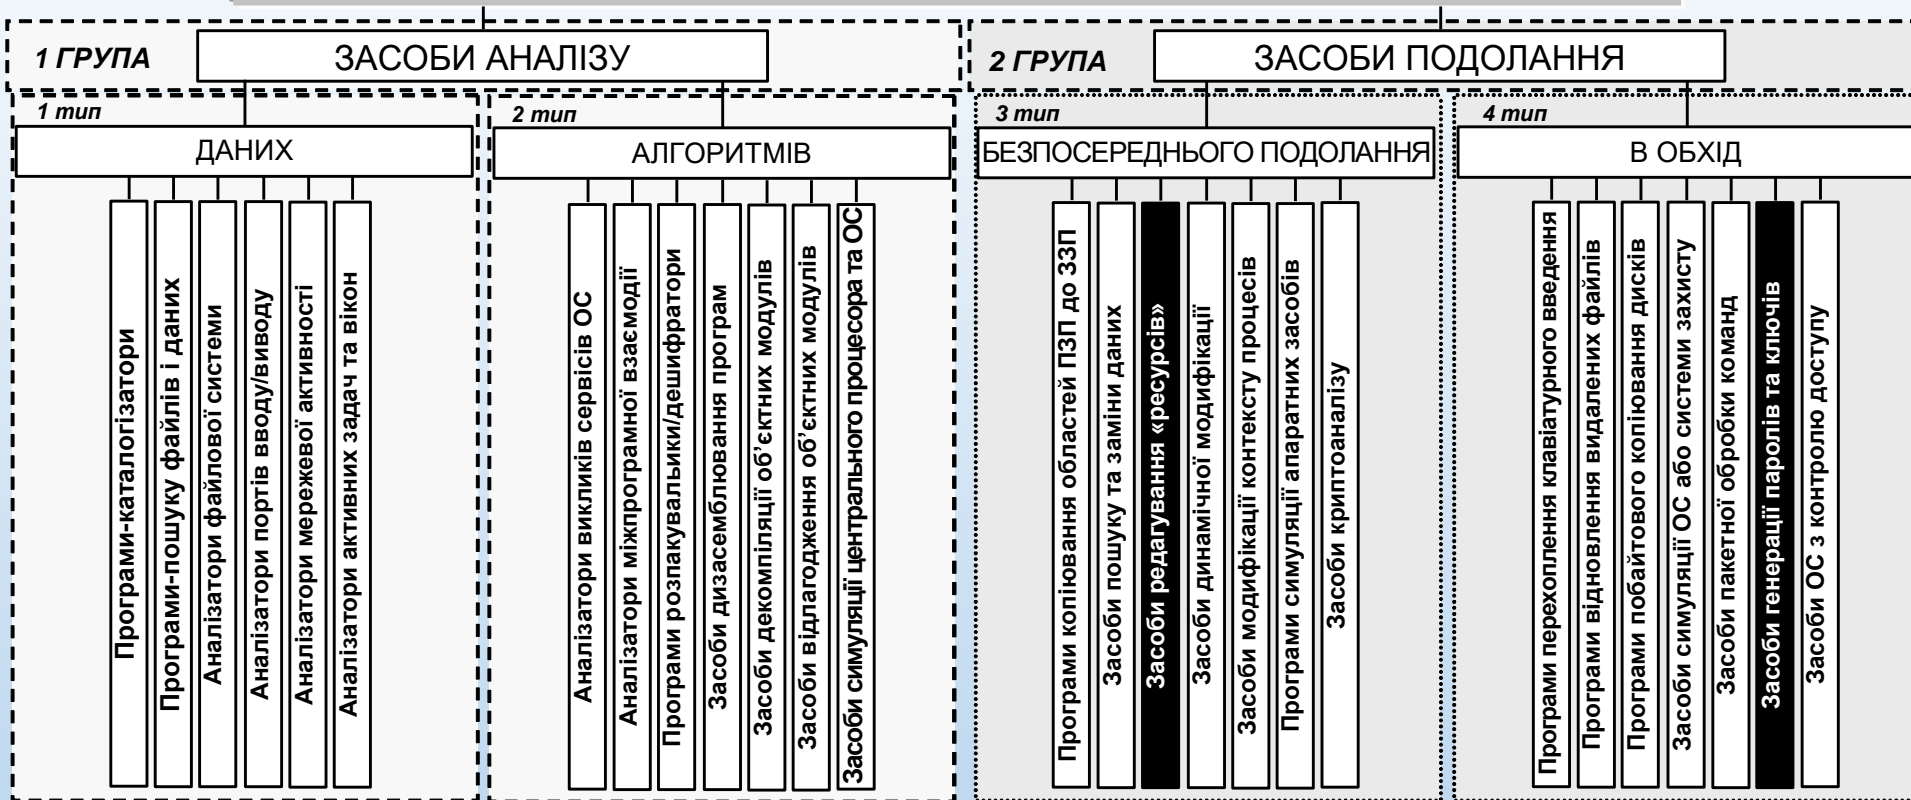 1 ГРУПА
ЗАСОБИ АНАЛІЗУ
1 тип
ДАНИХ
Програми-каталогізатори
Програми-пошуку файлів і даних
Аналізатори файлової системи
Аналізатори портів вводу/виводу
Аналізатори мережевої активності
Аналізатори активних задач та вікон
2 тип
АЛГОРИТМІВ
Аналізатори викликів сервісів ОС
Аналізатори міжпрограмної взаємодії
Програми розпакувальники/дешифратори
Засоби дизасемблювання програм
Засоби декомпіляції об’єктних модулів
Засоби відлагодження об’єктних модулів
Засоби симуляції центрального процесора та ОС
2 ГРУПА
ЗАСОБИ ПОДОЛАННЯ
3 тип
БЕЗПОСЕРЕДНЬОГО ПОДОЛАННЯ
Програми копіювання областей ПЗП до ЗЗП
Засоби пошуку та заміни даних
Засоби редагування «ресурсів»
Засоби динамічної модифікації
Засоби модифікації контексту процесів
Програми симуляції апаратних засобів
Засоби криптоаналізу
4 тип
В ОБХІД
Програми перехоплення клавіатурного введення
Програми відновлення видалених файлів
Програми побайтового копіювання дисків
Засоби симуляції ОС або системи захисту
Засоби пакетної обробки команд
Засоби генерації паролів та ключів
Засоби ОС з контролю доступу